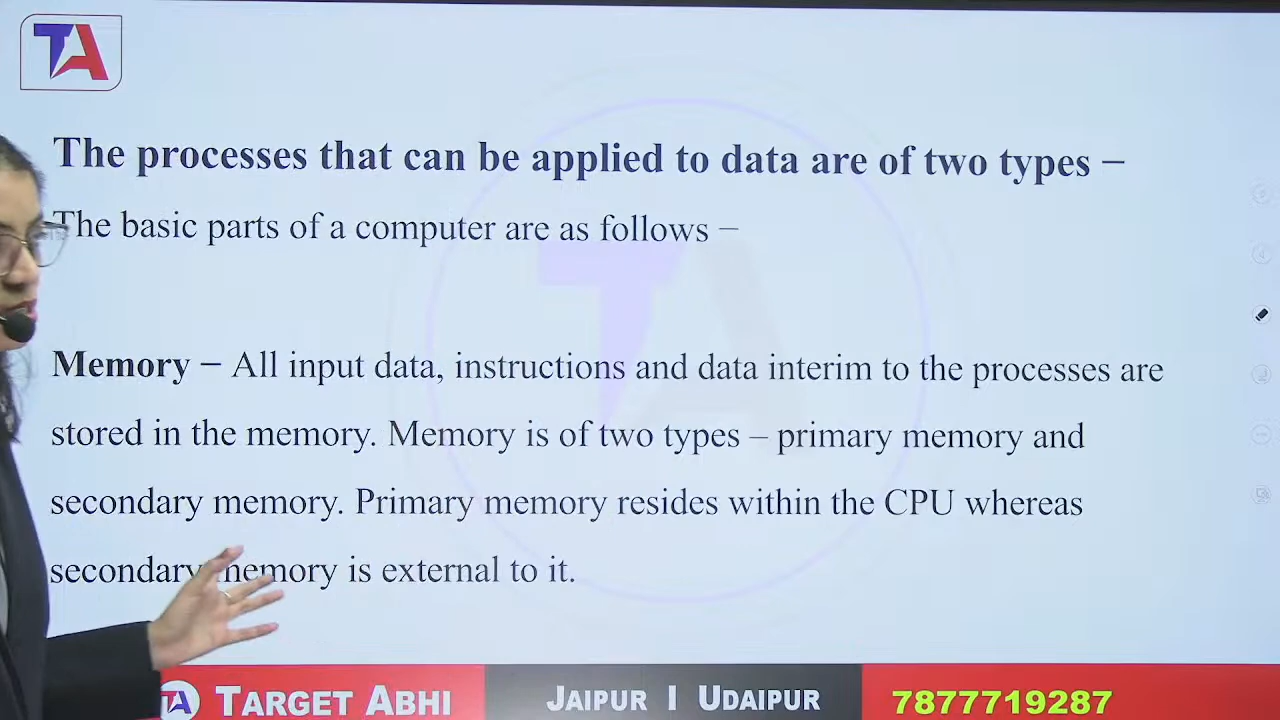 TA
The processes that can be applied to data are of two types –
The basic parts of a computer are as follows –
Memory – All input data, instructions and data interim to the processes are
stored in the memory. Memory is of two types – primary memory and
secondary memory. Primary memory resides within the CPU whereas
secondary memory is external to it.
TA TARGET ABHI JAIPUR I UDAIPUR 7877719287